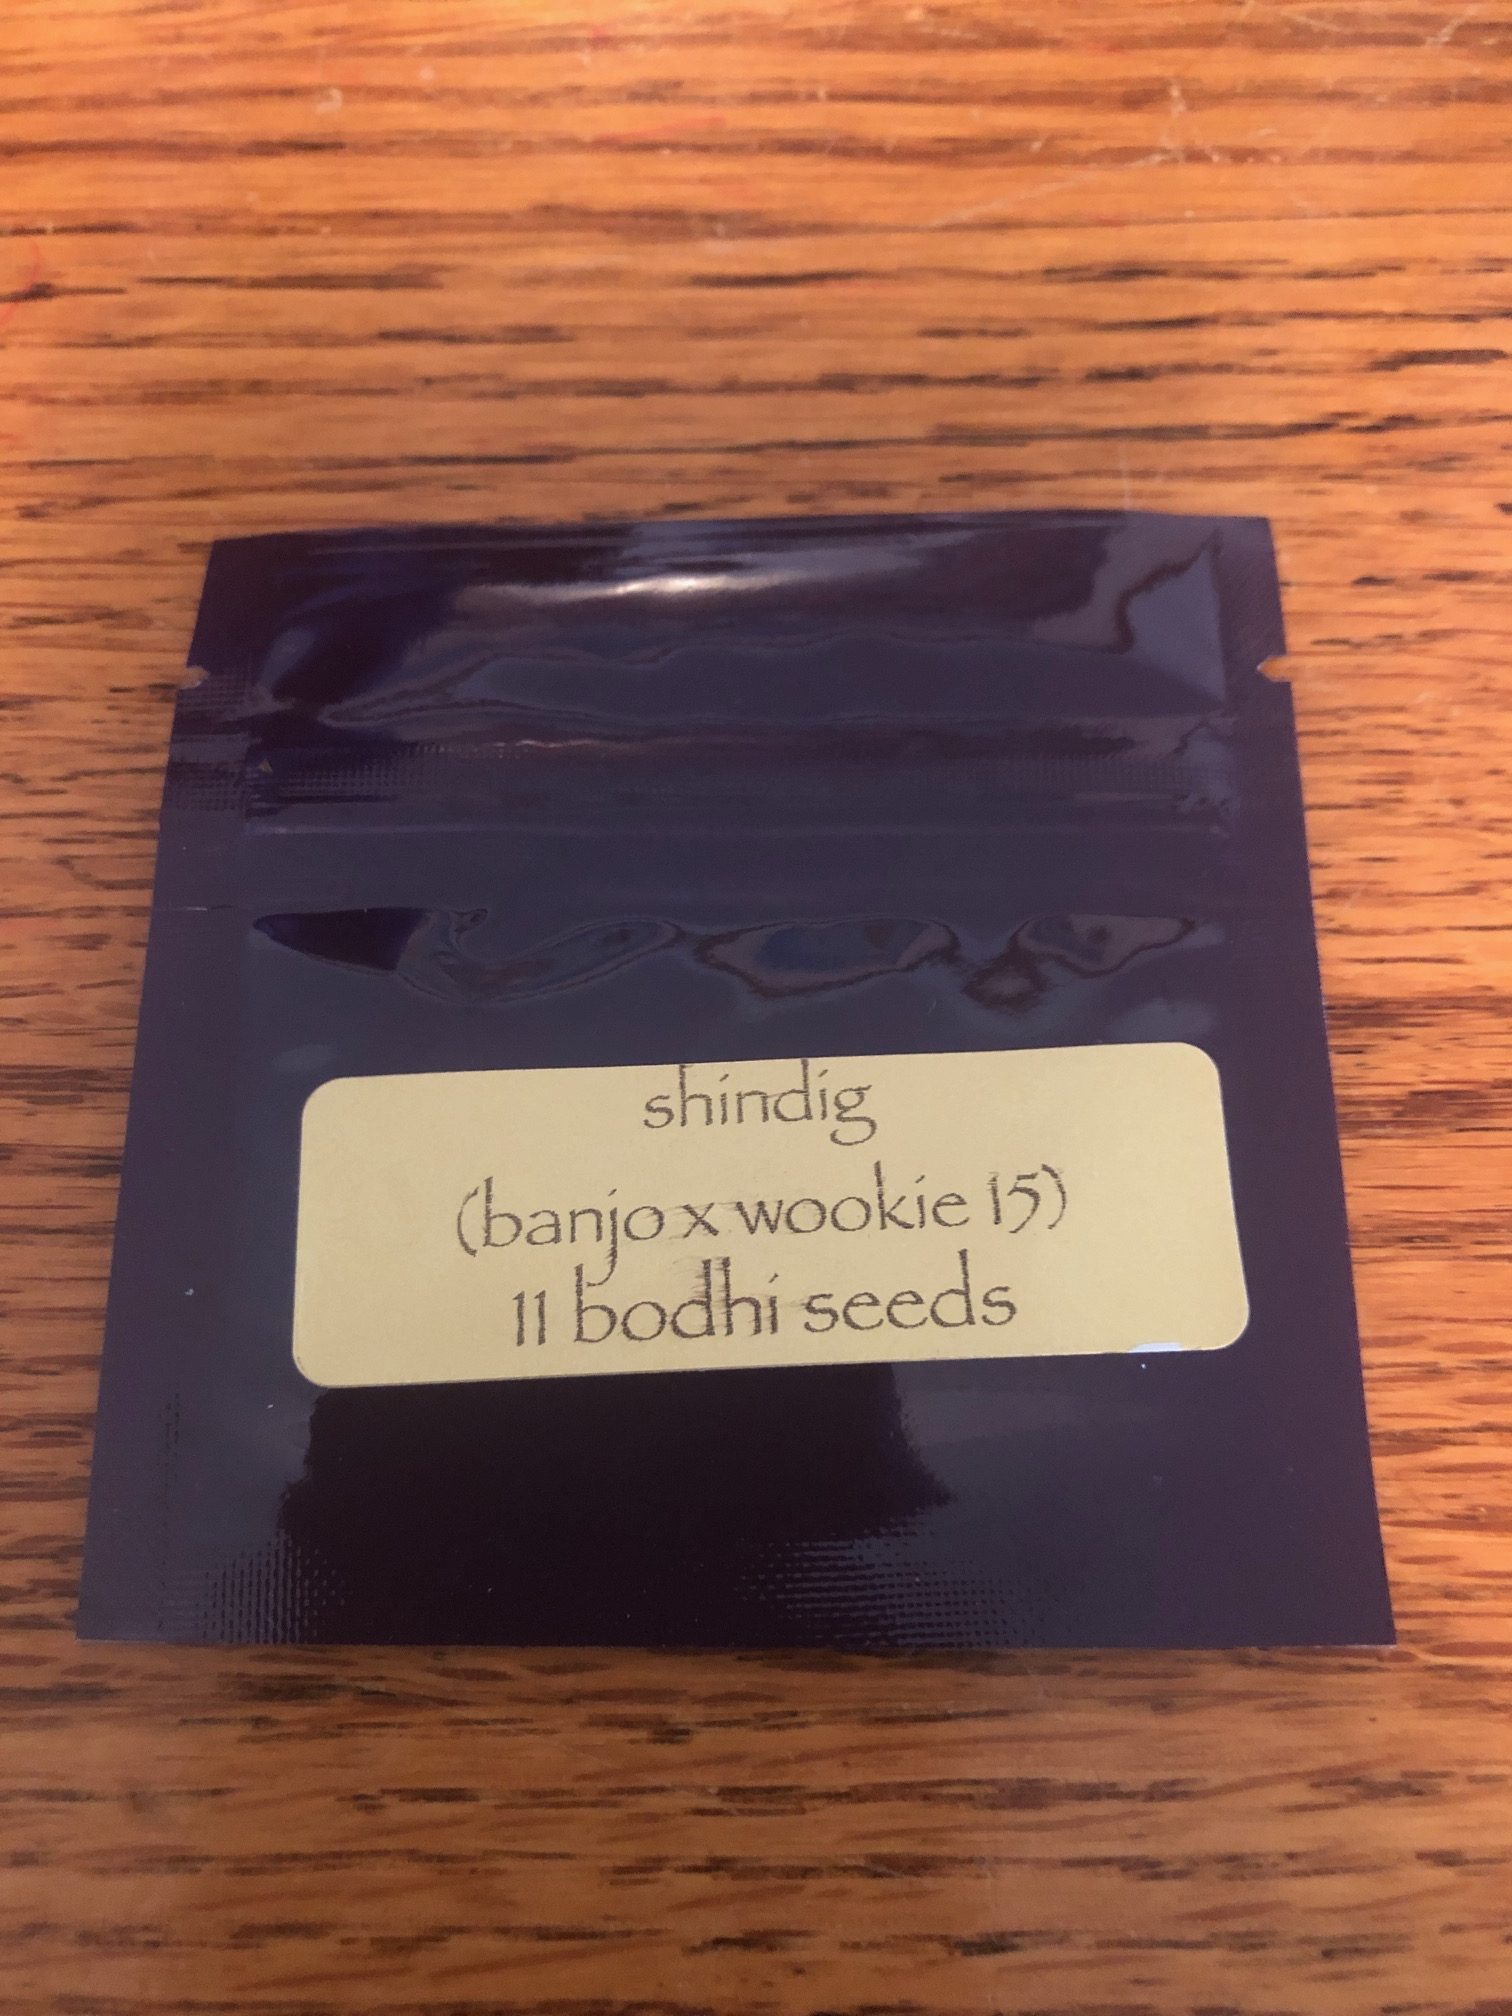 shindig
(banjo x wookie 15)
11 bodhi seeds